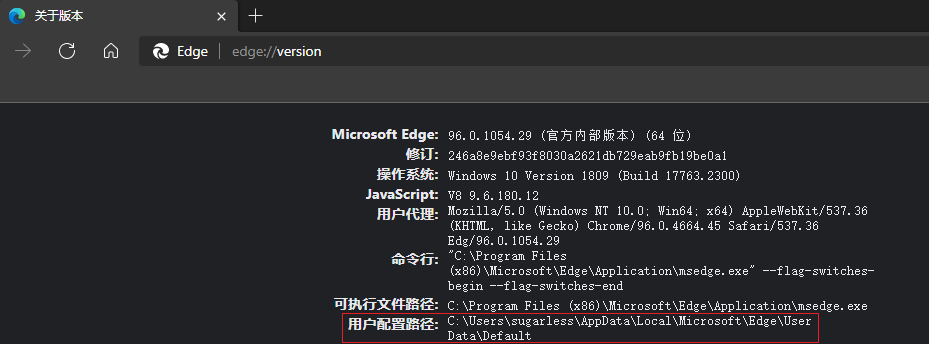 关于版本
Edge edge://version
Microsoft Edge: 96.0.1054.29 (官方内部版本) (64 位)
修订: 246a8e9ebf93f8030a2621db729eab9fb19be0a1
操作系统: Windows 10 Version 1809 (Build 17763.2300)
JavaScript: V8 9.6.180.12
用户代理: Mozilla/5.0 (Windows NT 10.0; Win64; x64) AppleWebKit/537.36
(KHTML, like Gecko) Chrome/96.0.4664.45 Safari/537.36
Edg/96.0.1054.29
命令行: "C:\Program Files
(x86)\Microsoft\Edge\Application\msedge.exe" --flag-switches-
begin --flag-switches-end
可执行文件路径: C:\Program Files (x86)\Microsoft\Edge\Application\msedge.exe
用户配置路径: C:\Users\sugarless\AppData\Local\Microsoft\Edge\User
Data\Default